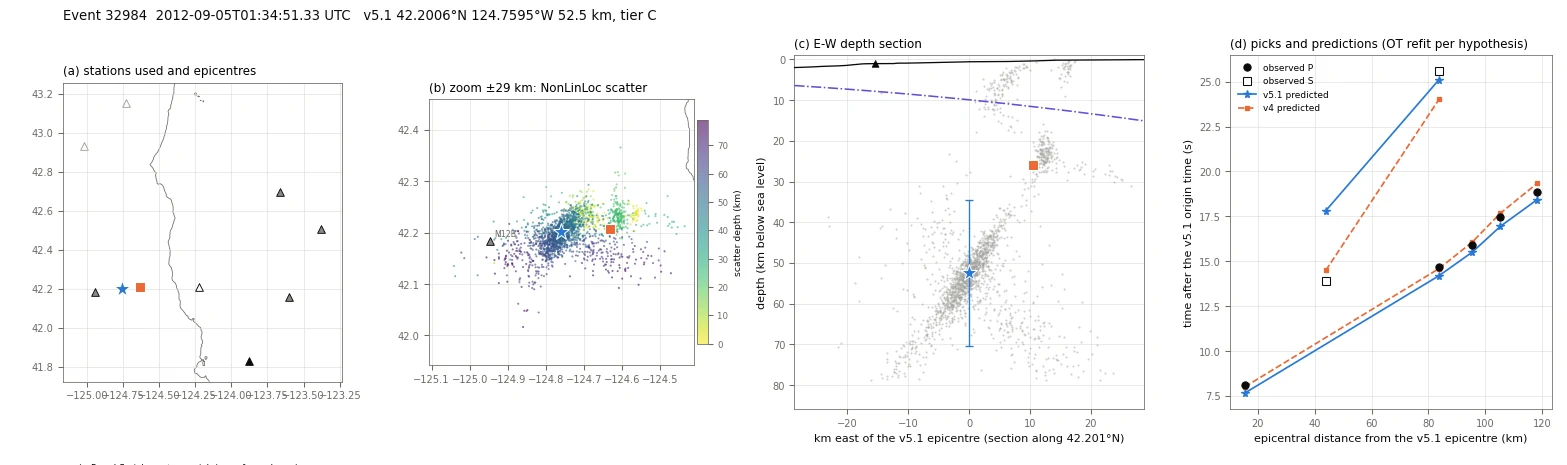 Event 32984 2012-09-05T01:34:51.33 UTC v5.1 42.2006°N 124.7595°W 52.5 km, tier C
(a) stations used and epicentres
43.2
43.0
42.8
42.6
42.4
42.2
42.0
41.8
−125.00 −124.75 −124.50 −124.25 −124.00 −123.75 −123.50 −123.25
(b) zoom ±29 km: NonLinLoc scatter
42.4
42.3
42.2
42.1
42.0
−125.1 −125.0 −124.9 −124.8 −124.7 −124.6 −124.5
70
60
50
40
30
20
10
0
scatter depth (km)
(c) E-W depth section
0
10
20
30
40
50
60
70
80
depth (km below sea level)
−20 −10 0 10 20
km east of the v5.1 epicentre (section along 42.201°N)
(d) picks and predictions (OT refit per hypothesis)
observed P
observed S
v5.1 predicted
v4 predicted
25.0
22.5
20.0
17.5
15.0
12.5
10.0
7.5
time after the v5.1 origin time (s)
20 40 60 80 100 120
epicentral distance from the v5.1 epicentre (km)